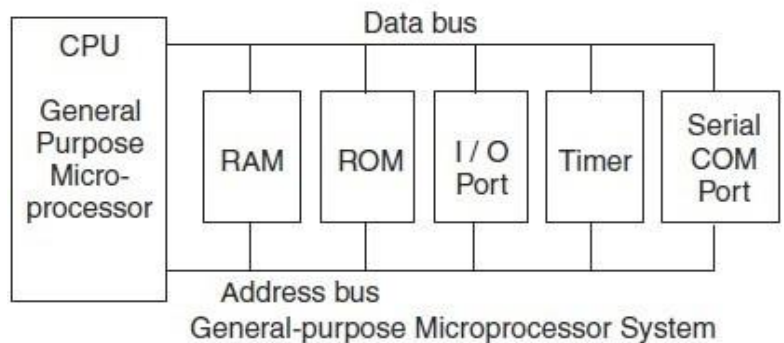 Data bus
CPU
General
Purpose
Micro-
processor
RAM
ROM
I / O
Port
Timer
Serial
COM
Port
Address bus
General-purpose Microprocessor System